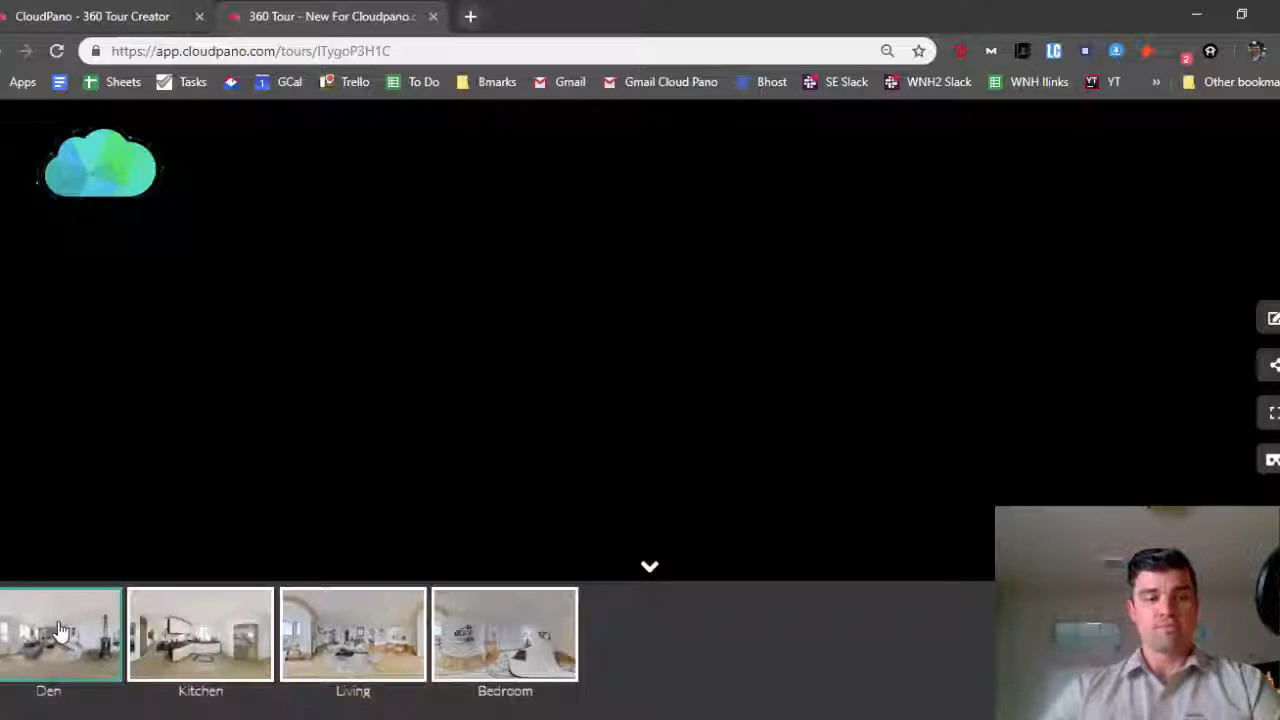 CloudPano - 360 Tour Creator
360 Tour - New For Cloudpano.c
https://app.cloudpano.com/tours/lTygoP3H1C
Apps Sheets Tasks GCal Trello To Do Bmarks Gmail Gmail Cloud Pano Bhost SE Slack WNH2 Slack WNH llinks YT » Other bookma
2
Den Kitchen Living Bedroom